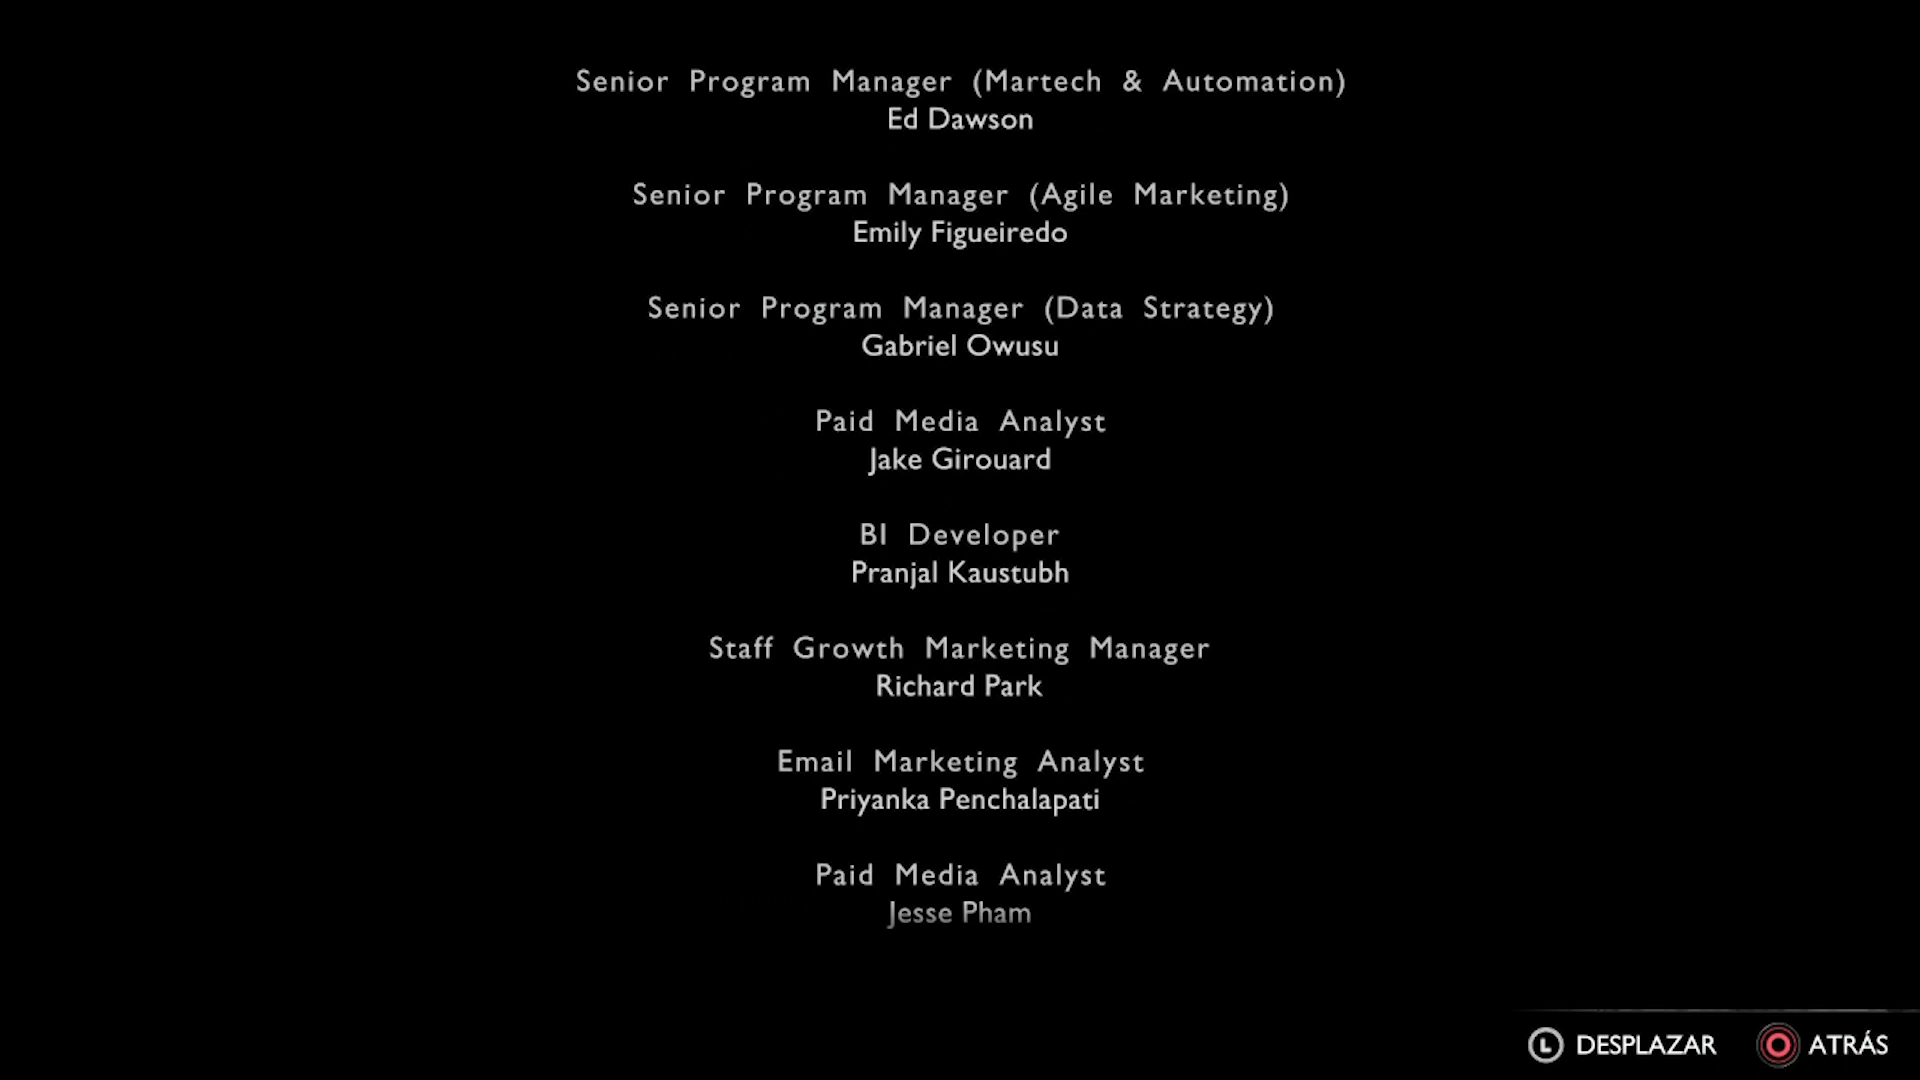 Senior Program Manager (Martech & Automation)
Ed Dawson
Senior Program Manager (Agile Marketing)
Emily Figueiredo
Senior Program Manager (Data Strategy)
Gabriel Owusu
Paid Media Analyst
Jake Girouard
BI Developer
Pranjal Kaustubh
Staff Growth Marketing Manager
Richard Park
Email Marketing Analyst
Priyanka Penchalapati
Paid Media Analyst
Jesse Pham
L DESPLAZAR ATRÁS